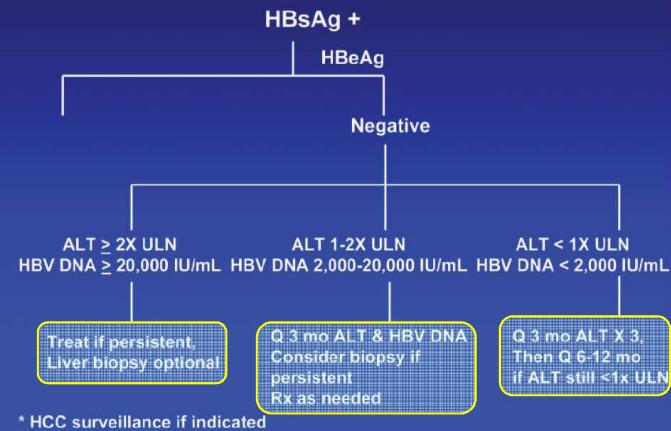 HBsAg +
HBeAg
Negative
ALT ≥ 2X ULN
HBV DNA ≥ 20,000 IU/mL
ALT 1-2X ULN
HBV DNA 2,000-20,000 IU/mL
ALT < 1X ULN
HBV DNA < 2,000 IU/mL
Treat if persistent,
Liver biopsy optional
Q 3 mo ALT & HBV DNA
Consider biopsy if
persistent
Rx as needed
Q 3 mo ALT X 3,
Then Q 6-12 mo
if ALT still <1x ULN
* HCC surveillance if indicated